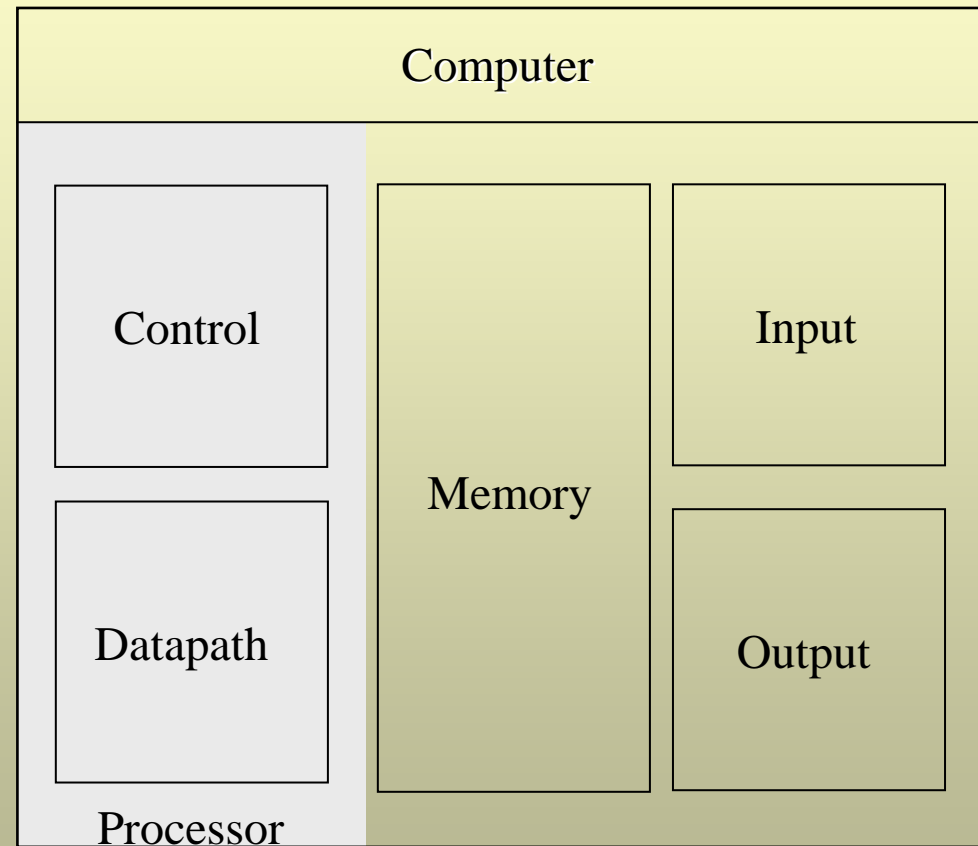 Computer
Control
Datapath
Processor
Memory
Input
Output